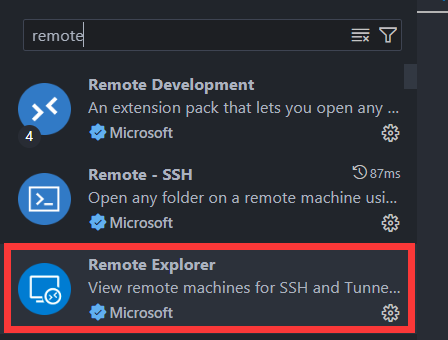 remote
Remote Development
An extension pack that lets you open any ...
4
Microsoft
Remote - SSH
87ms
Open any folder on a remote machine usi...
Microsoft
Remote Explorer
View remote machines for SSH and Tunne...
Microsoft